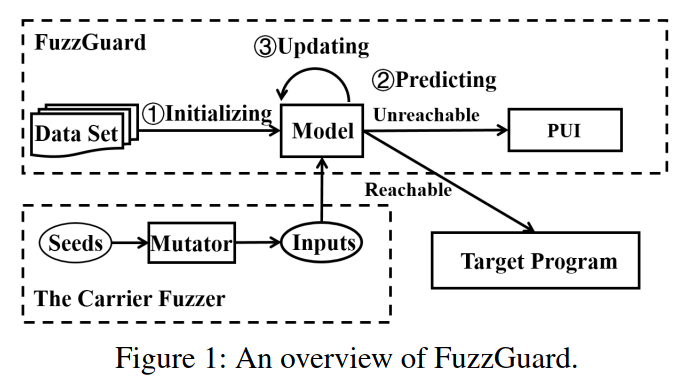 FuzzGuard
③Updating
②Predicting
①Initializing
Data Set
Model
Unreachable
PUI
Reachable
Seeds
Mutator
Inputs
Target Program
The Carrier Fuzzer
Figure 1: An overview of FuzzGuard.